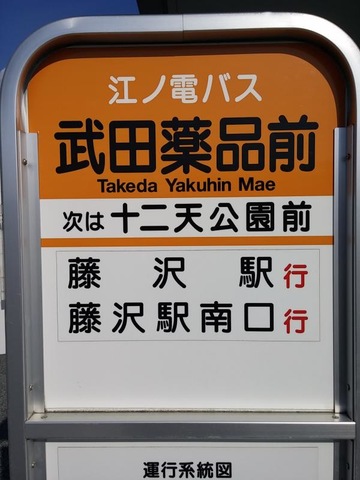 江ノ電バス
武田薬品前
Takeda Yakuhin Mae
次は 十二天公園前
藤沢駅行
藤沢駅南口行
運行系統図